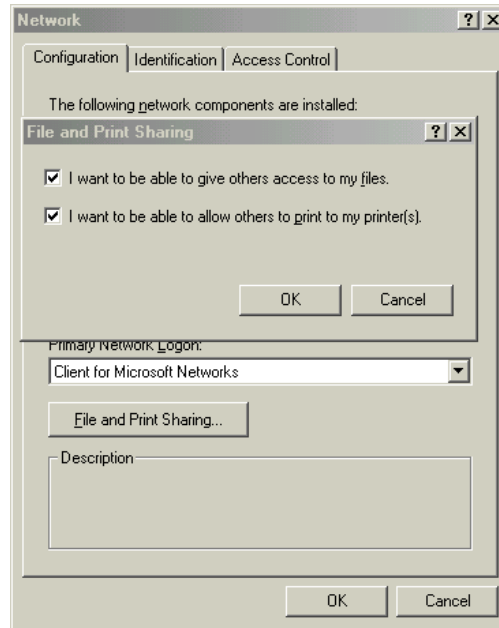 Network
Configuration Identification Access Control
The following network components are installed:
File and Print Sharing
I want to be able to give others access to my files.
I want to be able to allow others to print to my printer(s).
OK Cancel
Primary Network Logon:
Client for Microsoft Networks
File and Print Sharing...
Description
OK Cancel